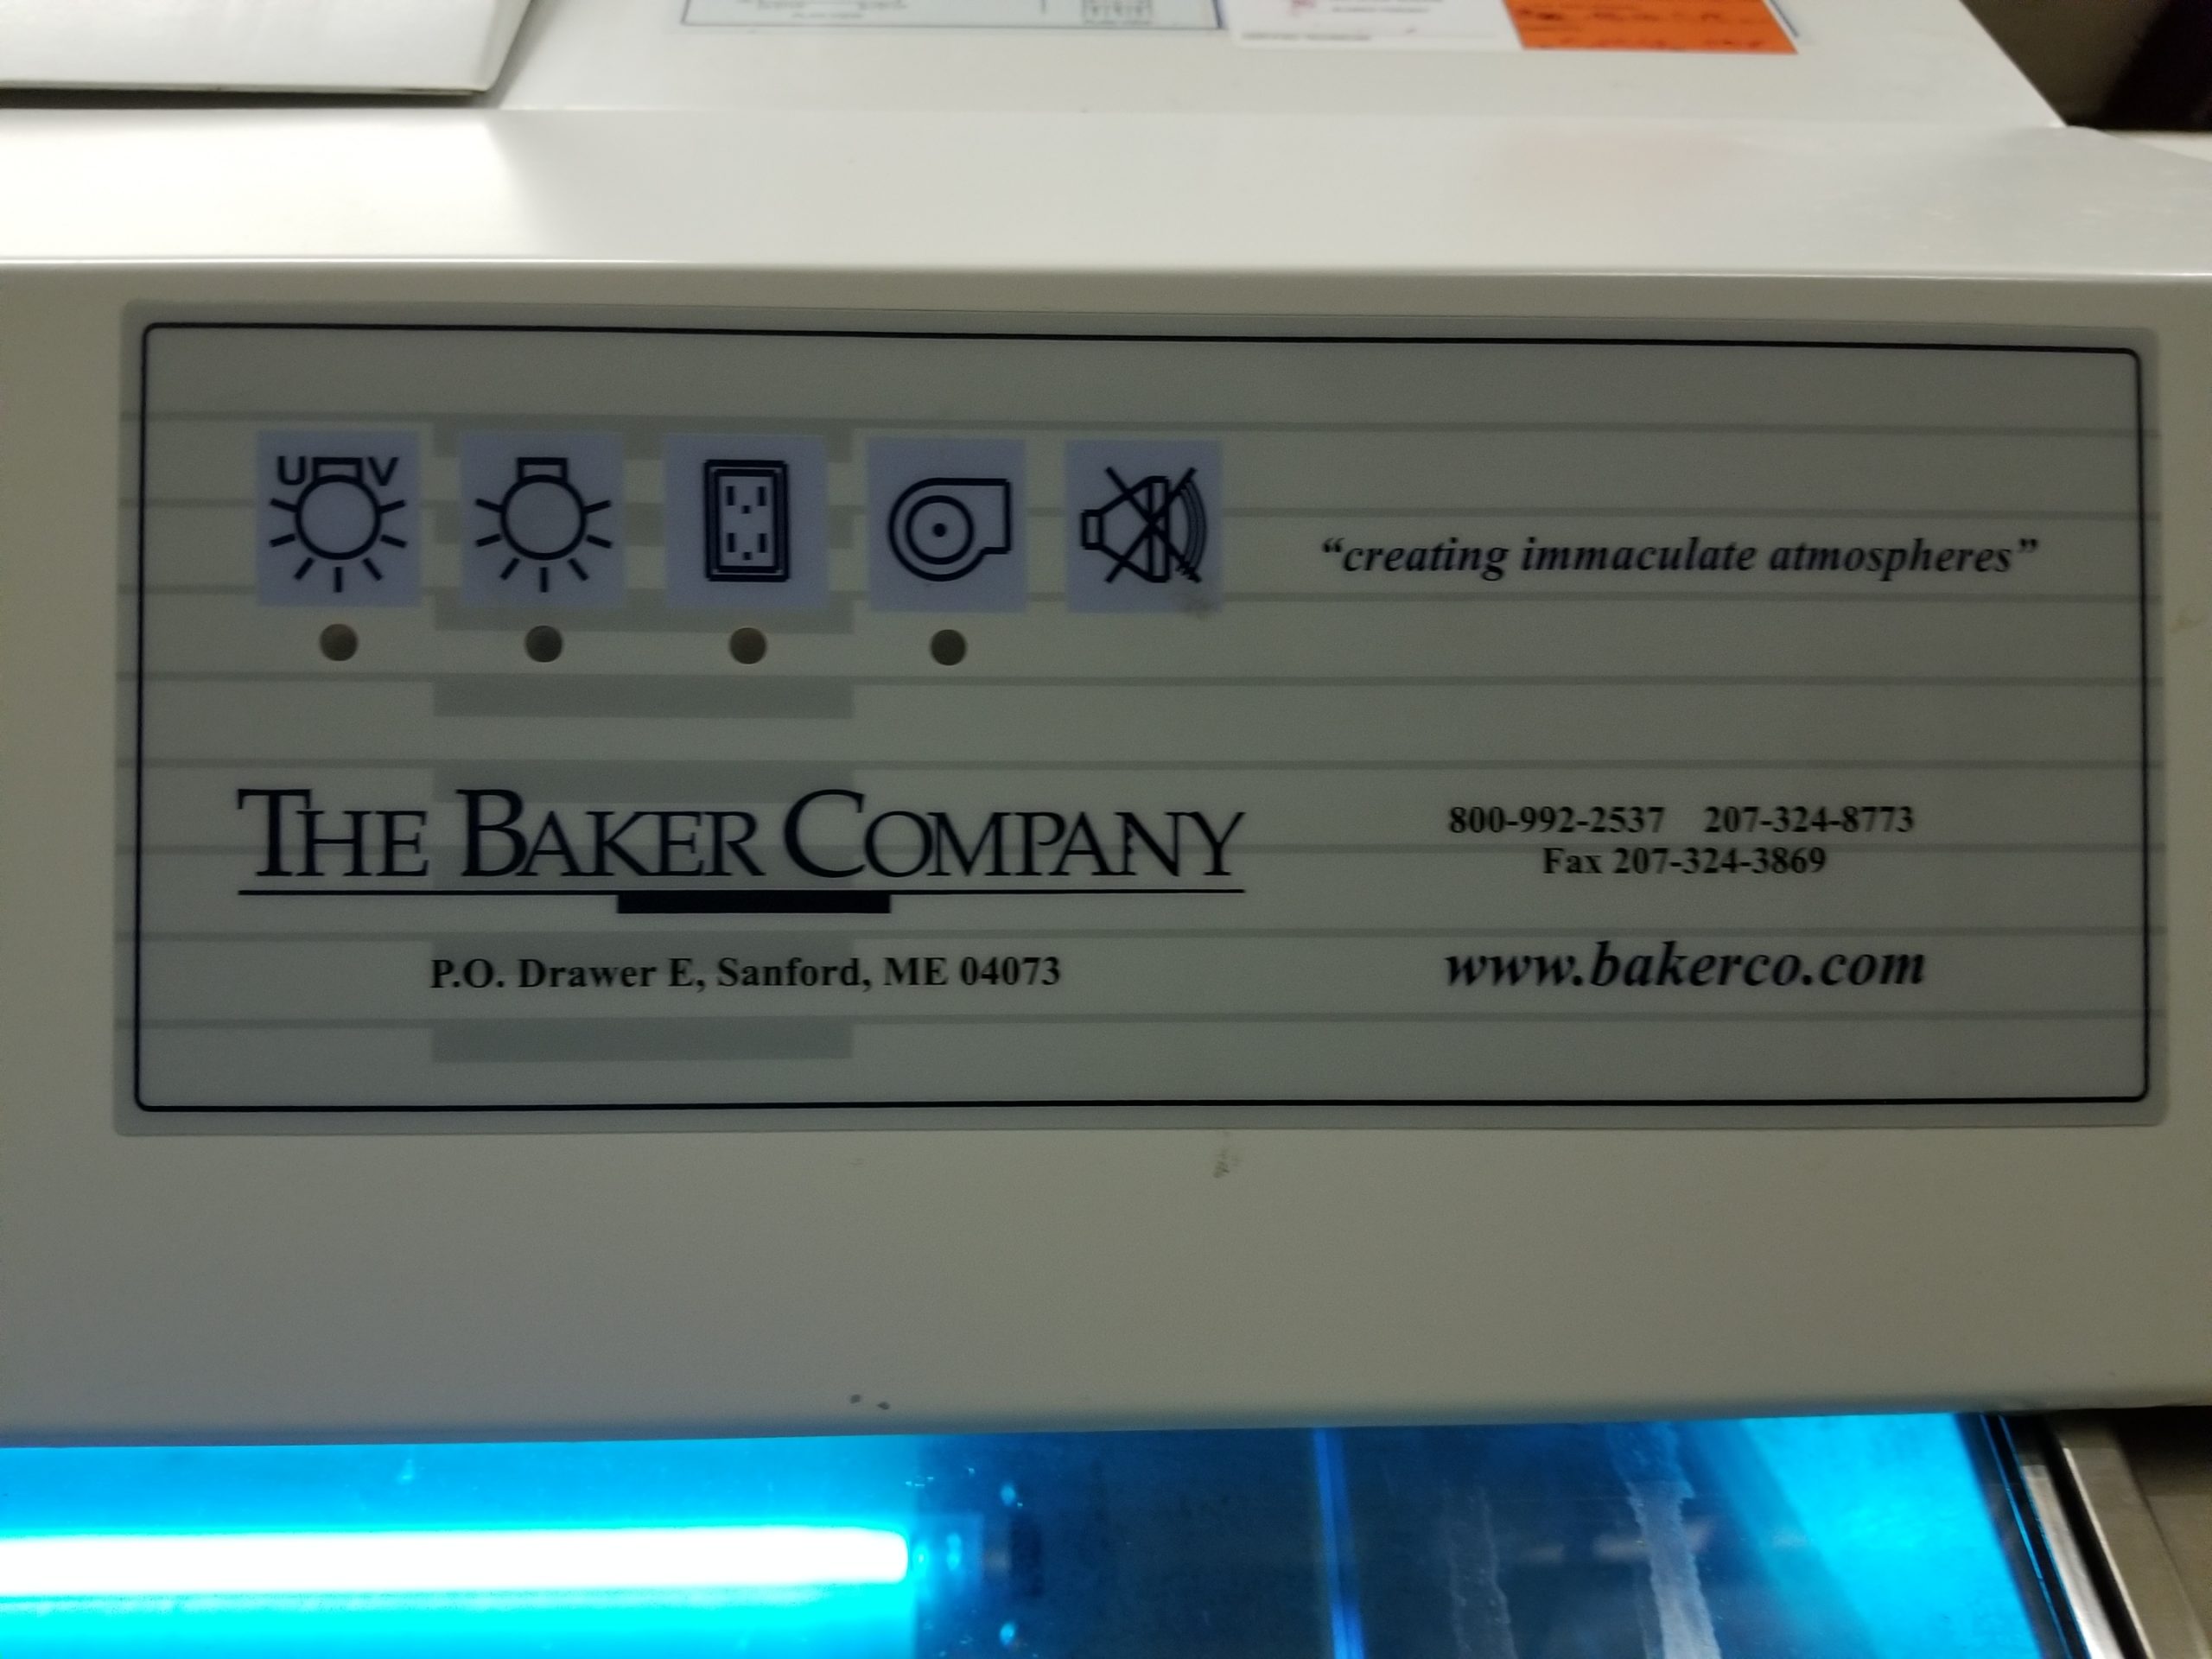 UV
“creating immaculate atmospheres”
THE BAKER COMPANY
P.O. Drawer E, Sanford, ME 04073
800-992-2537 207-324-8773
Fax 207-324-3869
www.bakerco.com